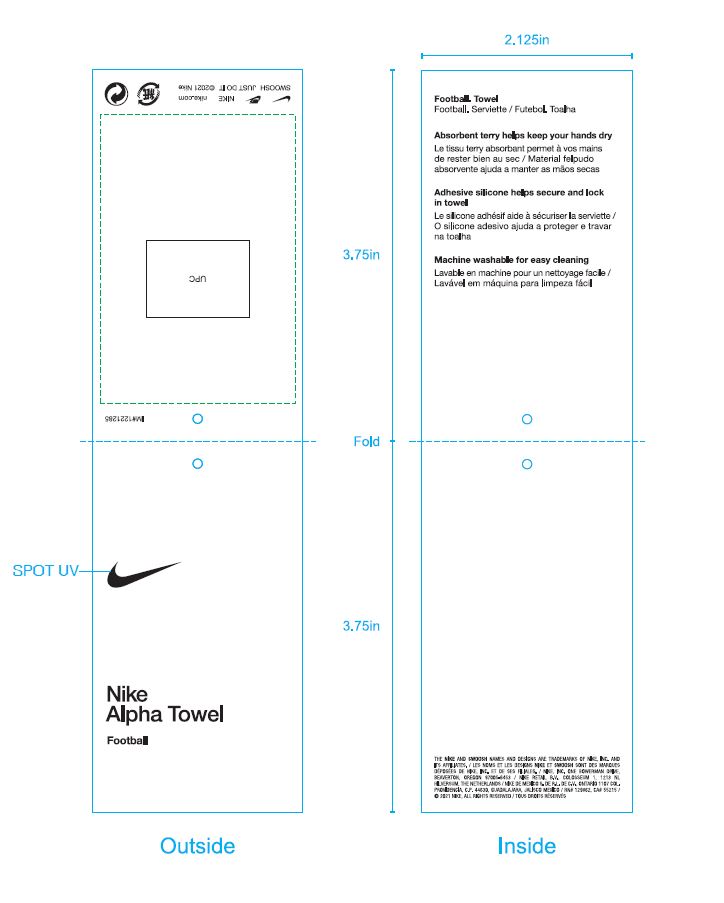 2.125in
SWOOSH JUST DO IT ©2021 Nike
NIKE nike.com
UPC
IM#1221285
3.75in
Fold
3.75in
SPOT UV
Nike
Alpha Towel
Football
Outside
Football. Towel
Football. Serviette / Futebol. Toalha
Absorbent terry helps keep your hands dry
Le tissu terry absorbant permet à vos mains
de rester bien au sec / Material felpudo
absorvente ajuda a manter as mãos secas
Adhesive silicone helps secure and lock
in towel
Le silicone adhésif aide à sécuriser la serviette /
O silicone adesivo ajuda a proteger e travar
na toalha
Machine washable for easy cleaning
Lavable en machine pour un nettoyage facile /
Lavável em máquina para limpeza fácil
THE NIKE AND SWOOSH NAMES AND DESIGNS ARE TRADEMARKS OF NIKE, INC. AND
ITS AFFILIATES. / LES NOMS ET LES DESIGNS NIKE ET SWOOSH SONT DES MARQUES
DÉPOSÉES DE NIKE, INC. ET DE SES FILIALES. / NIKE, INC. ONE BOWERMAN DRIVE,
BEAVERTON, OREGON 97005-6453 / NIKE RETAIL B.V., COLOSSEUM 1, 1213 NL
HILVERSUM, THE NETHERLANDS / NIKE DE MEXICO S. DE R.L. DE C.V. ONTARIO 1107 COL.
PROVIDENCIA, C.P. 44630, GUADALAJARA, JALISCO MEXICO / RN# 129862, CA# 55215 /
© 2021 NIKE, ALL RIGHTS RESERVED / TOUS DROITS RÉSERVÉS
Inside